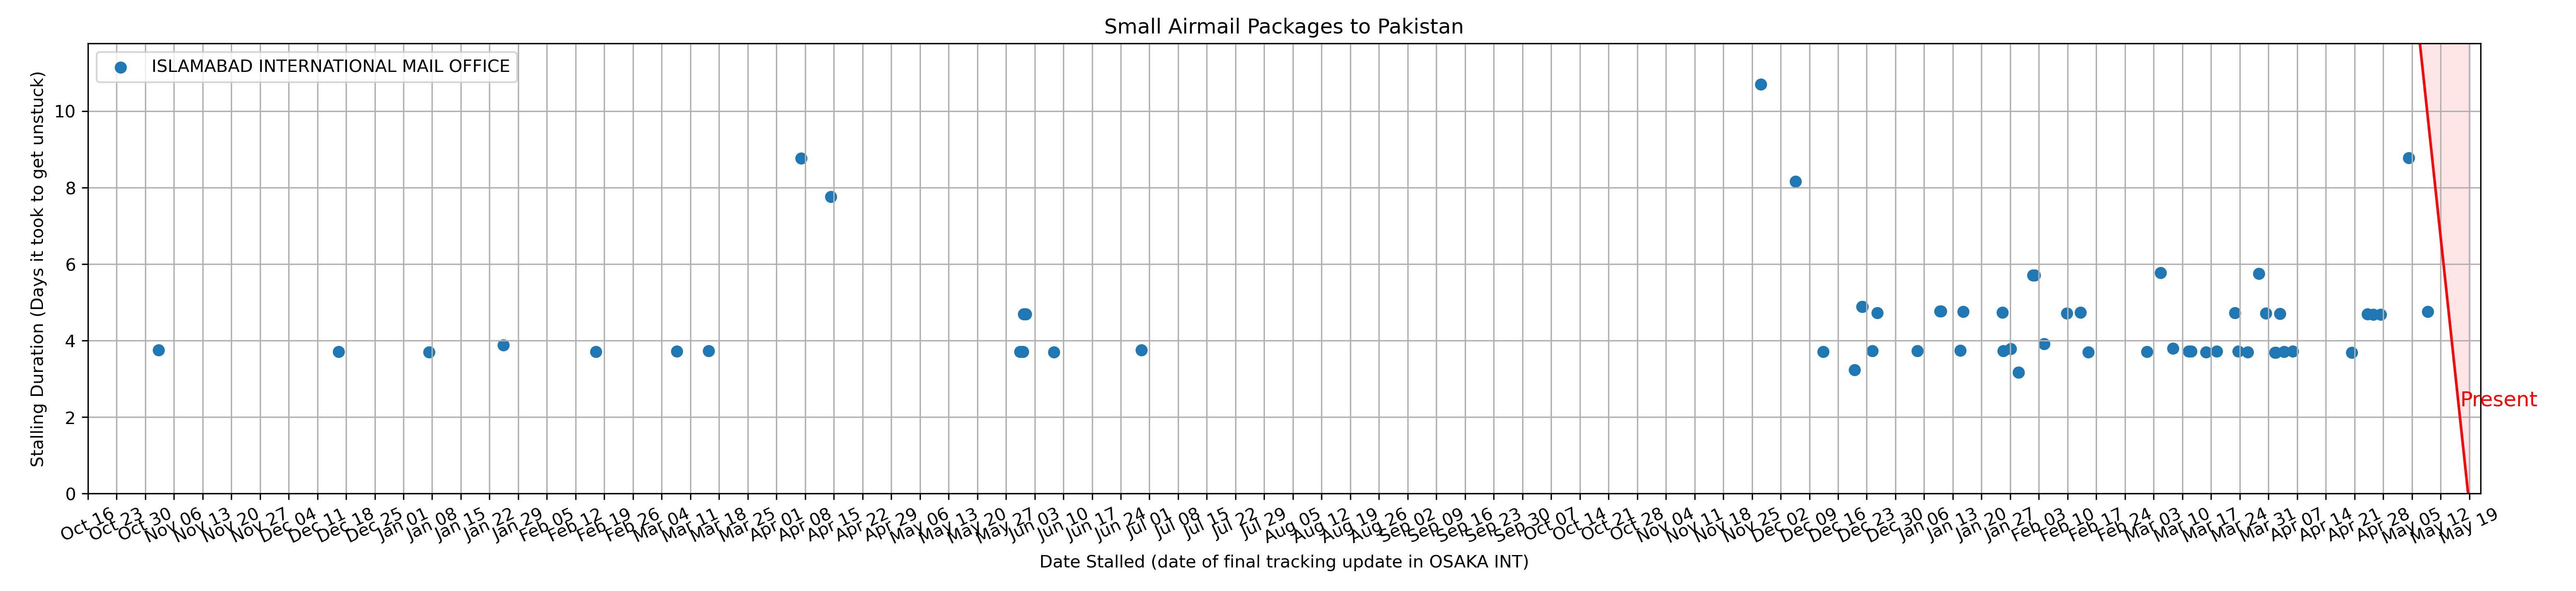 Small Airmail Packages to Pakistan
ISLAMABAD INTERNATIONAL MAIL OFFICE
Stalling Duration (Days it took to get unstuck)
10
8
6
4
2
0
Present
Oct 16 Oct 23 Oct 30 Nov 06 Nov 13 Nov 20 Nov 27 Dec 04 Dec 11 Dec 18 Dec 25 Jan 01 Jan 08 Jan 15 Jan 22 Jan 29 Feb 05 Feb 12 Feb 19 Feb 26 Mar 04 Mar 11 Mar 18 Mar 25 Apr 01 Apr 08 Apr 15 Apr 22 Apr 29 May 06 May 13 May 20 May 27 Jun 03 Jun 10 Jun 17 Jun 24 Jul 01 Jul 08 Jul 15 Jul 22 Jul 29 Aug 05 Aug 12 Aug 19 Aug 26 Sep 02 Sep 09 Sep 16 Sep 23 Sep 30 Oct 07 Oct 14 Oct 21 Oct 28 Nov 04 Nov 11 Nov 18 Nov 25 Dec 02 Dec 09 Dec 16 Dec 23 Dec 30 Jan 06 Jan 13 Jan 20 Jan 27 Feb 03 Feb 10 Feb 17 Feb 24 Mar 03 Mar 10 Mar 17 Mar 24 Mar 31 Apr 07 Apr 14 Apr 21 Apr 28 May 05 May 12 May 19
Date Stalled (date of final tracking update in OSAKA INT)